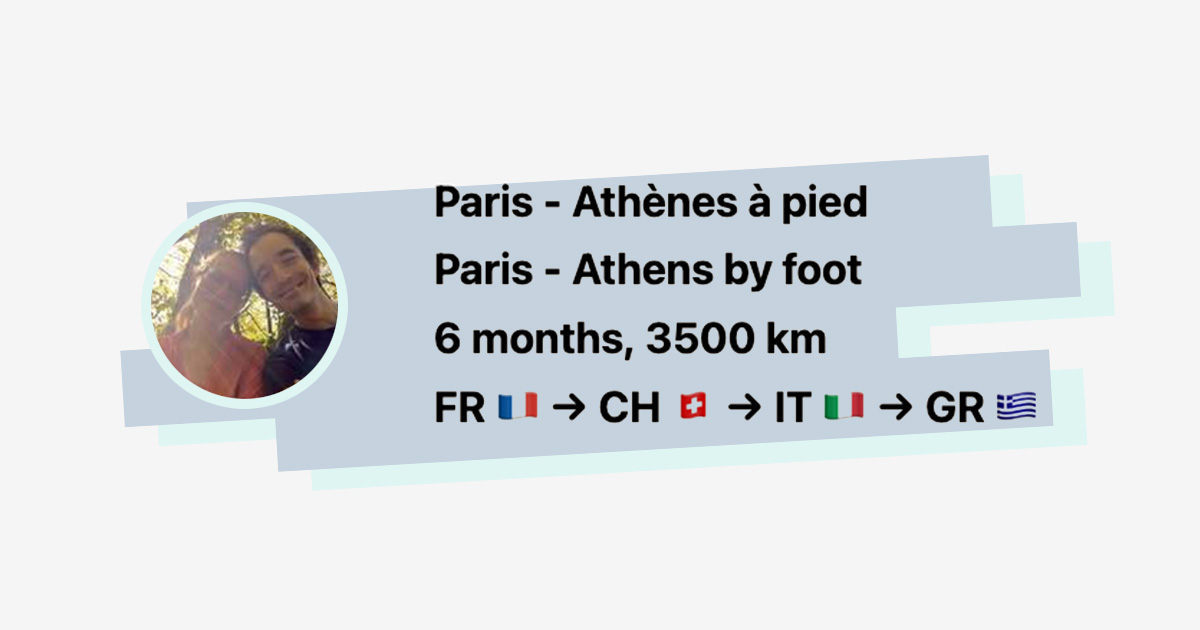 Paris - Athènes à pied
Paris - Athens by foot
6 months, 3500 km
FR 🇫🇷 → CH 🇨🇭 → IT 🇮🇹 → GR 🇬🇷